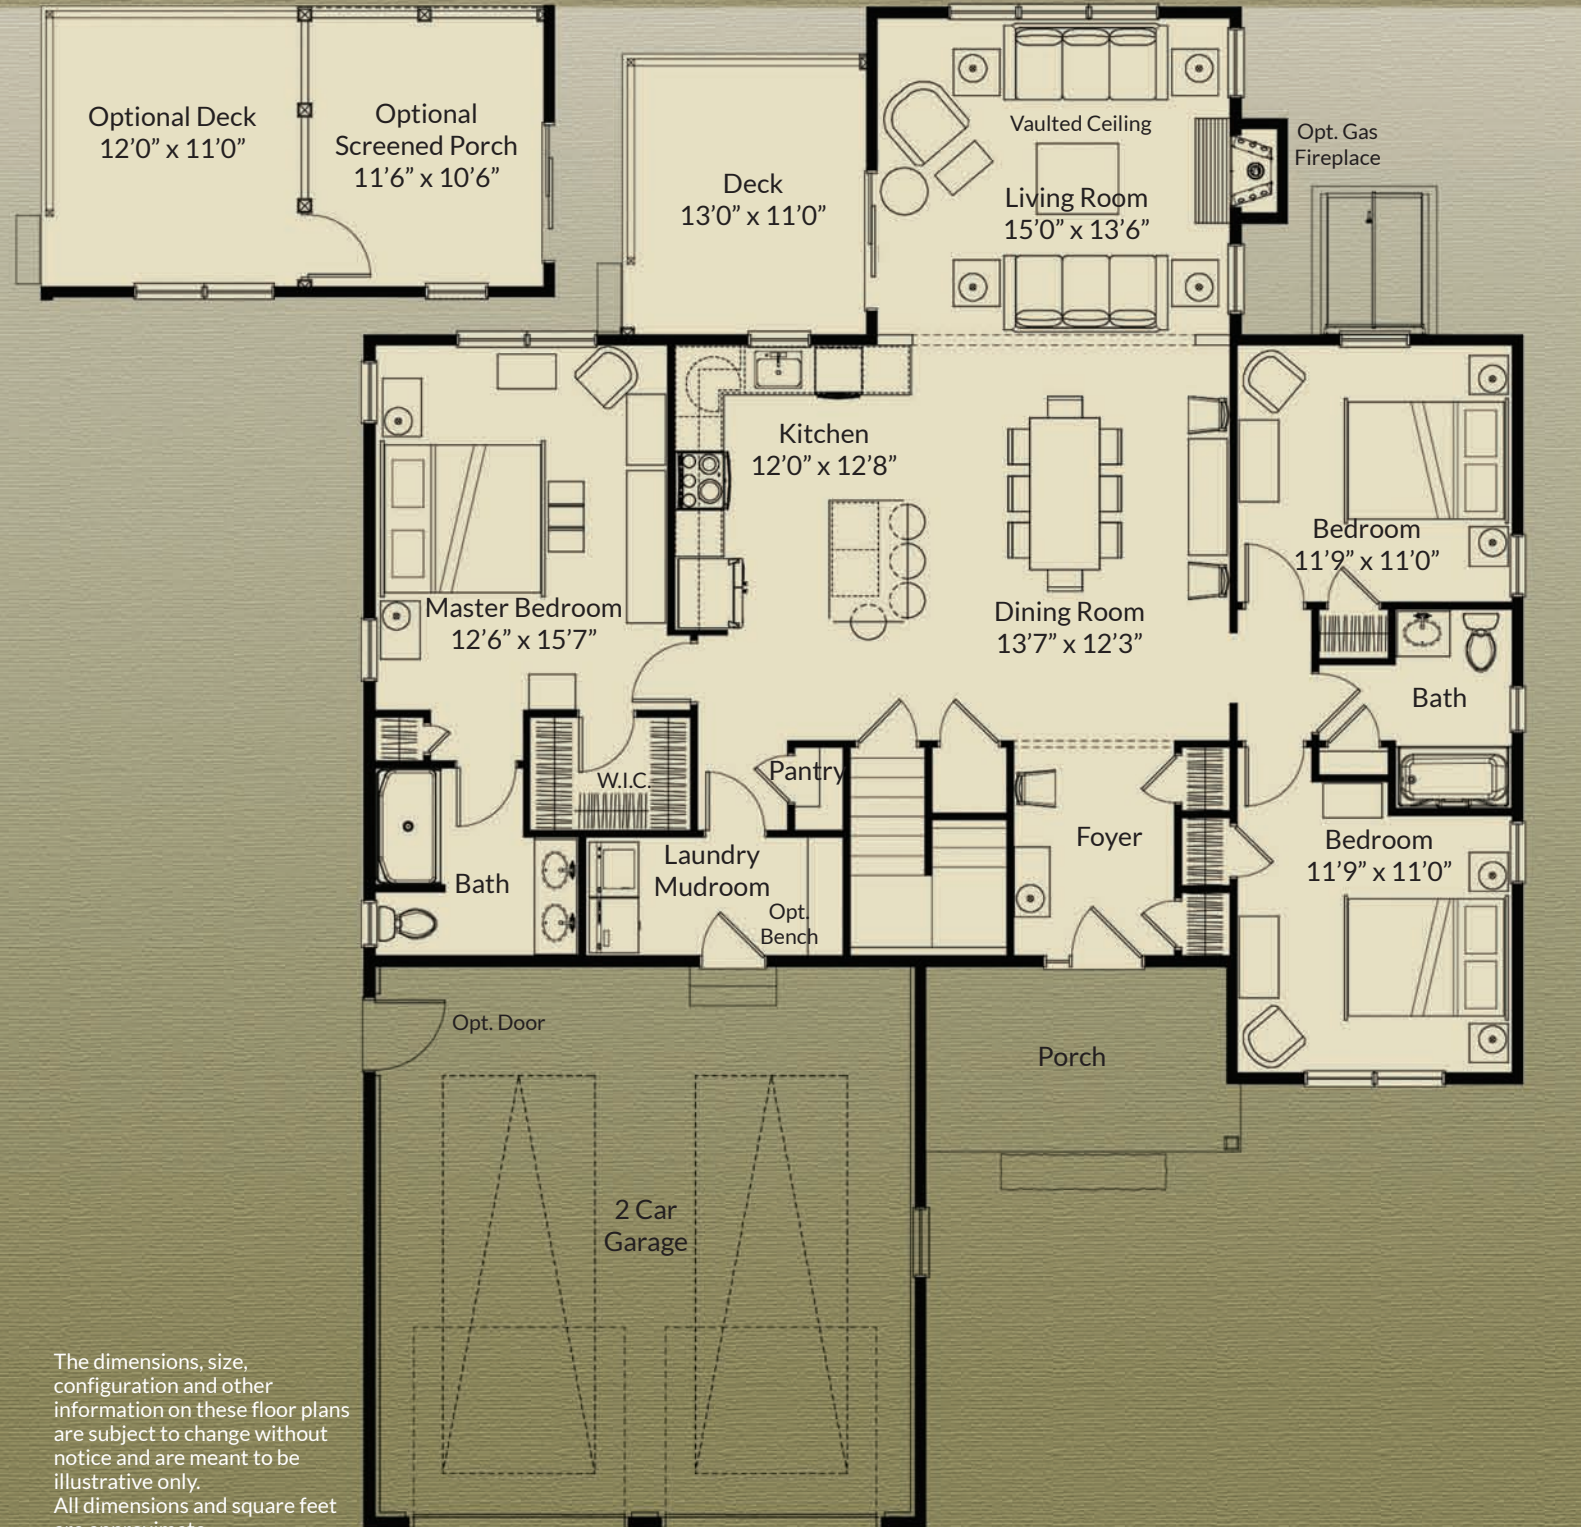 Optional Deck
12’0” x 11’0”
Optional
Screened Porch
11’6” x 10’6”
Deck
13’0” x 11’0”
Vaulted Ceiling
Living Room
15’0” x 13’6”
Opt. Gas
Fireplace
Kitchen
12’0” x 12’8”
Master Bedroom
12’6” x 15’7”
Dining Room
13’7” x 12’3”
Bedroom
11’9” x 11’0”
Bath
W.I.C.
Pantry
Foyer
Laundry
Mudroom
Opt.
Bench
Bath
Bedroom
11’9” x 11’0”
Opt. Door
Porch
2 Car
Garage
The dimensions, size,
configuration and other
information on these floor plans
are subject to change without
notice and are meant to be
illustrative only.
All dimensions and square feet
are approximate.